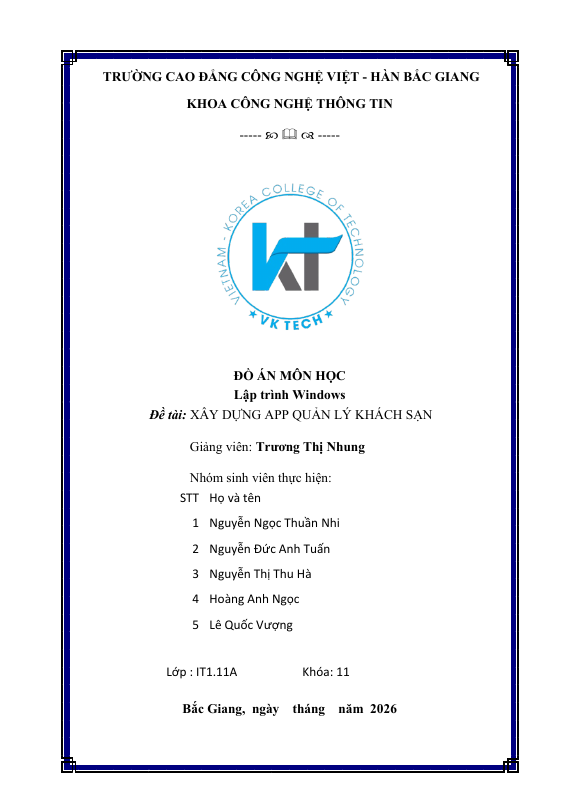 TRƯỜNG CAO ĐẲNG CÔNG NGHỆ VIỆT - HÀN BẮC GIANG
KHOA CÔNG NGHỆ THÔNG TIN
----- 🙞 🕮 🙜 -----
VIETNAM - KOREA COLLEGE OF TECHNOLOGY
★ VK TECH ★
ĐỒ ÁN MÔN HỌC
Lập trình Windows
Đề tài: XÂY DỰNG APP QUẢN LÝ KHÁCH SẠN
Giảng viên: Trương Thị Nhung
Nhóm sinh viên thực hiện:
STT Họ và tên
1 Nguyễn Ngọc Thuần Nhi
2 Nguyễn Đức Anh Tuấn
3 Nguyễn Thị Thu Hà
4 Hoàng Anh Ngọc
5 Lê Quốc Vượng
Lớp : IT1.11A Khóa: 11
Bắc Giang, ngày tháng năm 2026